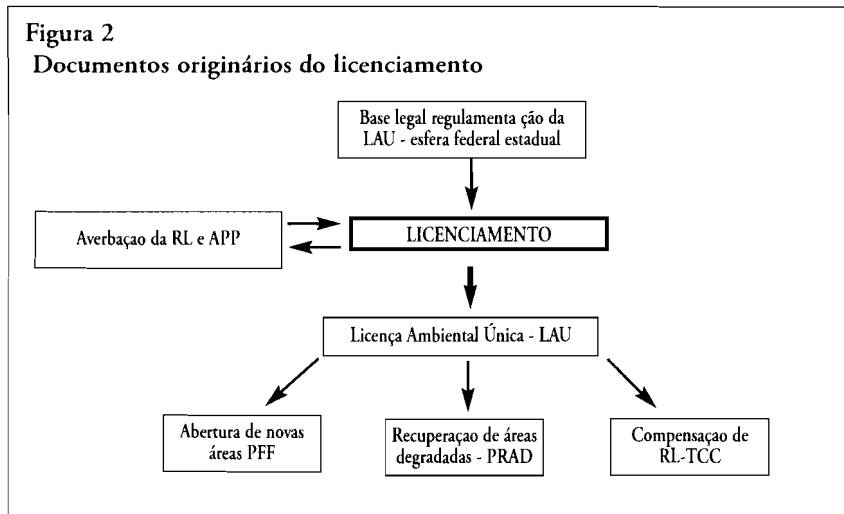 Figura 2
Documentos originários do licenciamento
Base legal regulamenta ção da
LAU - esfera federal estadual
Averbaçao da RL e APP
LICENCIAMENTO
Licença Ambiental Única - LAU
Abertura de novas
áreas PFF
Recuperaçao de áreas
degradadas - PRAD
Compensaçao de
RL-TCC